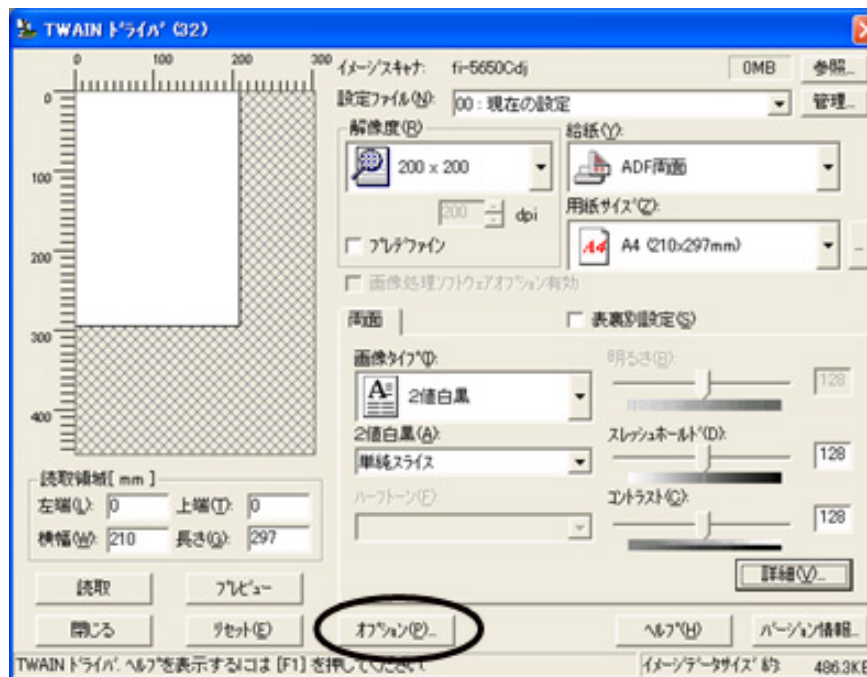 TWAIN ドライバ (32)
0 100 200 300
0
100
200
300
400
イメージスキャナ: fi-5650Cdj 0MB 参照...
設定ファイル(N): 00 : 現在の設定 管理...
解像度(R)
200 x 200
200 dpi
プレデファイン
給紙(Y):
ADF両面
用紙サイズ(Z):
A4 A4 (210x297mm) ...
画像処理ソフトウェアオプション有効
両面 表裏別設定(S)
画像タイプ(I):
A 2値白黒
2値白黒(A):
単純スライス
ハーフトーン(F):
明るさ(B):
128
スレッシュホールド(D):
128
コントラスト(C):
128
詳細(V)...
読取領域[ mm ]
左端(L): 0 上端(T): 0
横幅(W): 210 長さ(G): 297
読取 プレビュー
閉じる リセット(E) オプション(P)... ヘルプ(H) バージョン情報...
TWAIN ドライバ. ヘルプを表示するには [F1] を押してください イメージデータサイズ 約 486.3KB